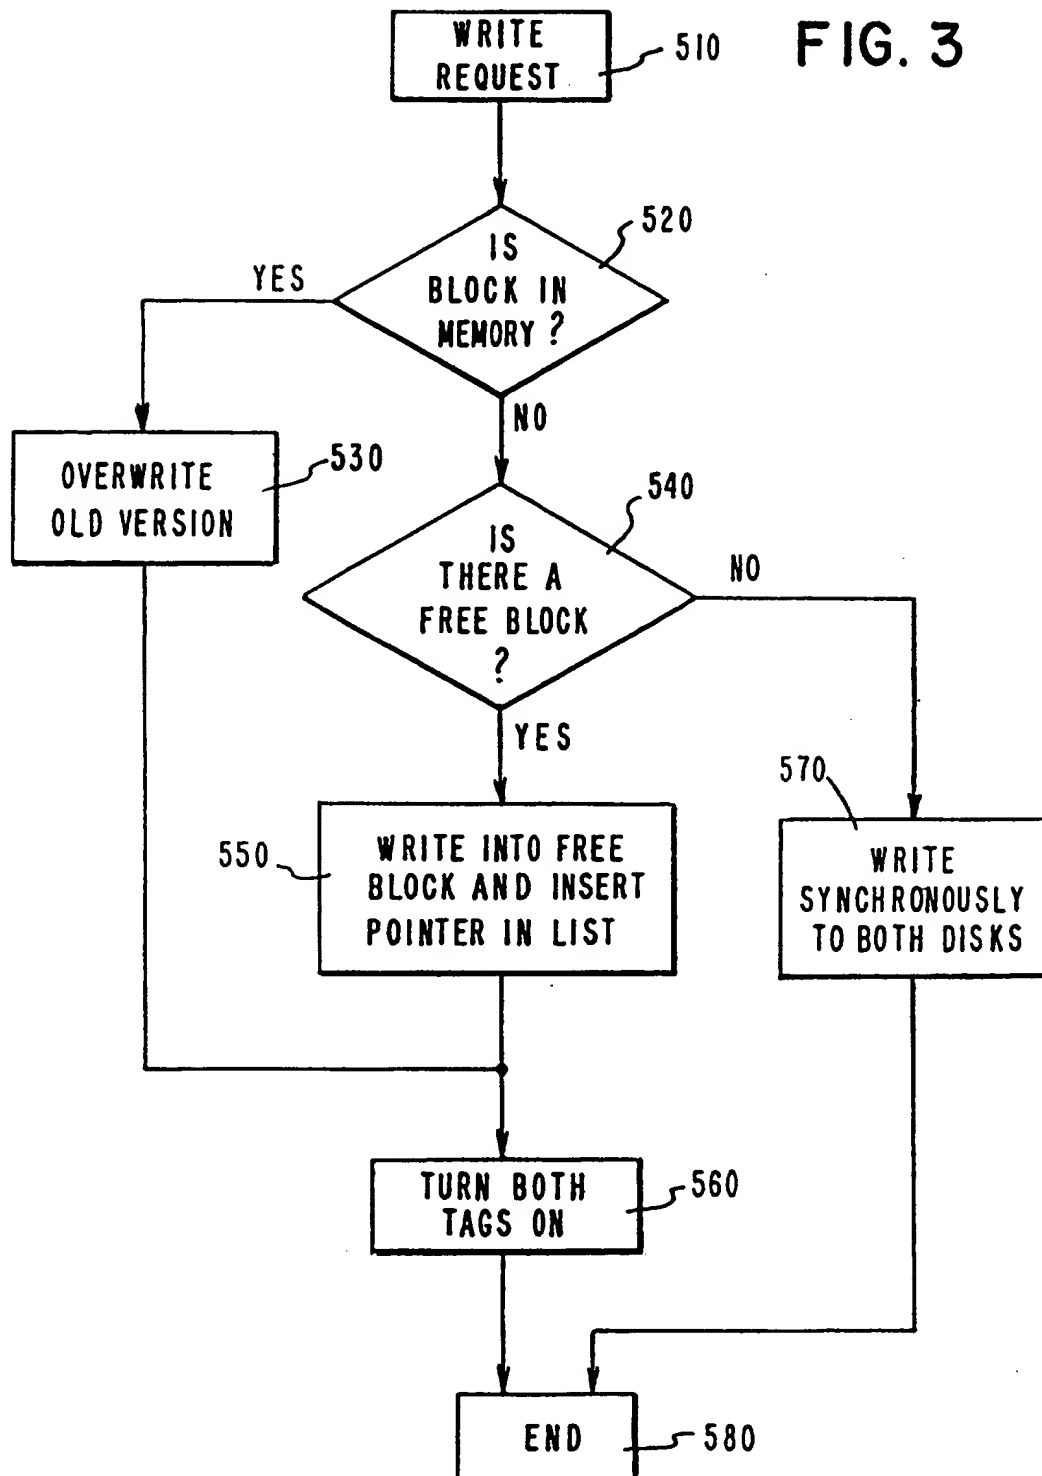 FIG. 3
WRITE
REQUEST
510
IS
BLOCK IN
MEMORY ?
520
YES
NO
OVERWRITE
OLD VERSION
530
IS
THERE A
FREE BLOCK
?
540
NO
YES
WRITE INTO FREE
BLOCK AND INSERT
POINTER IN LIST
550
WRITE
SYNCHRONOUSLY
TO BOTH DISKS
570
TURN BOTH
TAGS ON
560
END
580